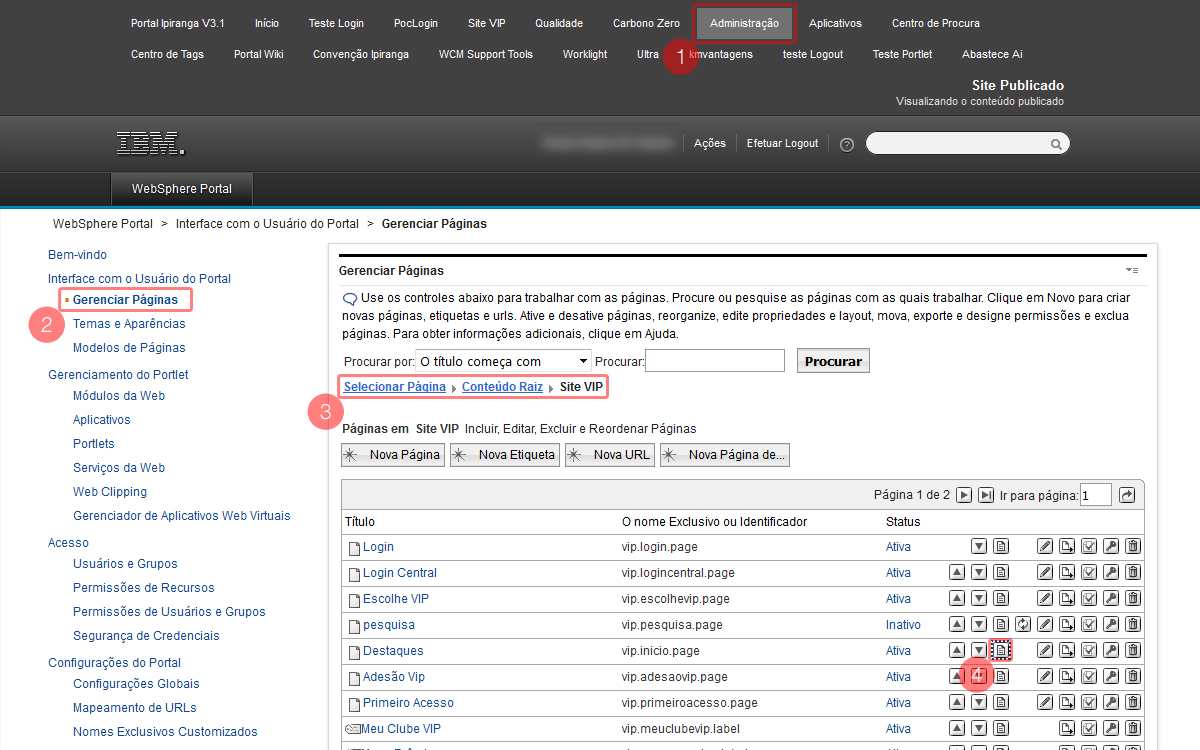 Portal Ipiranga V3.1 Início Teste Login PocLogin Site VIP Qualidade Carbono Zero Administração Aplicativos Centro de Procura
Centro de Tags Portal Wiki Convenção Ipiranga WCM Support Tools Worklight Ultra 1 kmvantagens teste Logout Teste Portlet Abastece Ai
Site Publicado
Visualizando o conteúdo publicado
IBM. Ações Efetuar Logout ?
WebSphere Portal
WebSphere Portal > Interface com o Usuário do Portal > Gerenciar Páginas
Bem-vindo
Interface com o Usuário do Portal
Gerenciar Páginas
2
Temas e Aparências
Modelos de Páginas
Gerenciamento do Portlet
Módulos da Web
Aplicativos
Portlets
Serviços da Web
Web Clipping
Gerenciador de Aplicativos Web Virtuais
Acesso
Usuários e Grupos
Permissões de Recursos
Permissões de Usuários e Grupos
Segurança de Credenciais
Configurações do Portal
Configurações Globais
Mapeamento de URLs
Nomes Exclusivos Customizados
Gerenciar Páginas
Use os controles abaixo para trabalhar com as páginas. Procure ou pesquise as páginas com as quais trabalhar. Clique em Novo para criar
novas páginas, etiquetas e urls. Ative e desative páginas, reorganize, edite propriedades e layout, mova, exporte e designe permissões e exclua
páginas. Para obter informações adicionais, clique em Ajuda.
Procurar por: O título começa com Procurar: Procurar
Selecionar Página Conteúdo Raiz Site VIP
3
Páginas em Site VIP Incluir, Editar, Excluir e Reordenar Páginas
Nova Página Nova Etiqueta Nova URL Nova Página de...
Página 1 de 2 Ir para página: 1
Título O nome Exclusivo ou Identificador Status
Login vip.login.page Ativa
Login Central vip.logincentral.page Ativa
Escolhe VIP vip.escolhevip.page Ativa
pesquisa vip.pesquisa.page Inativo
Destaques vip.inicio.page Ativa
Adesão Vip vip.adesaovip.page Ativa 4
Primeiro Acesso vip.primeiroacesso.page Ativa
Meu Clube VIP vip.meuclubevip.label Ativa